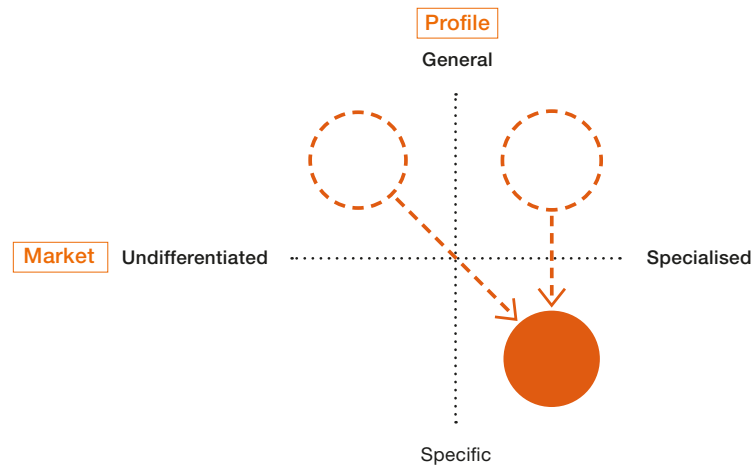 Profile
General
Market Undifferentiated Specialised
Specific